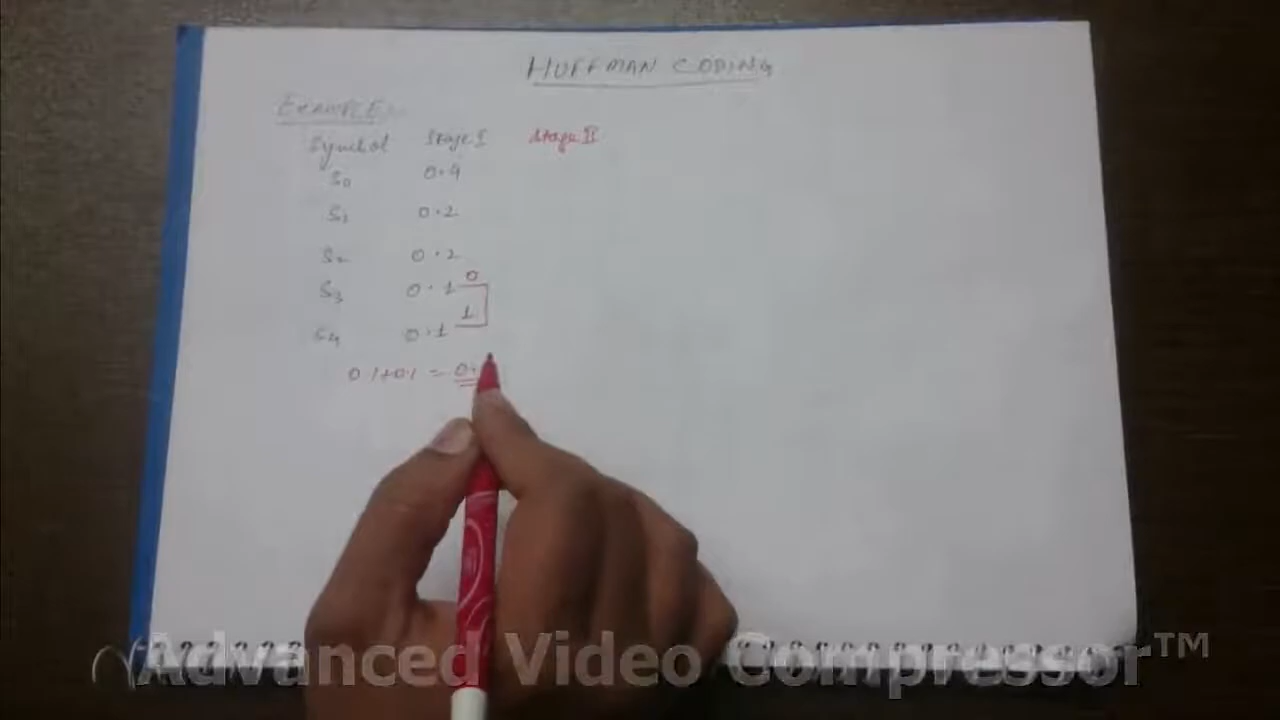 HUFFMAN CODING
EXAMPLE:-
Symbol Stage I Stage II
S0 0.4
S1 0.2
S2 0.2
S3 0.1 0
S4 0.1 1
0.1+0.1 = 0.
Advanced Video Compressor™